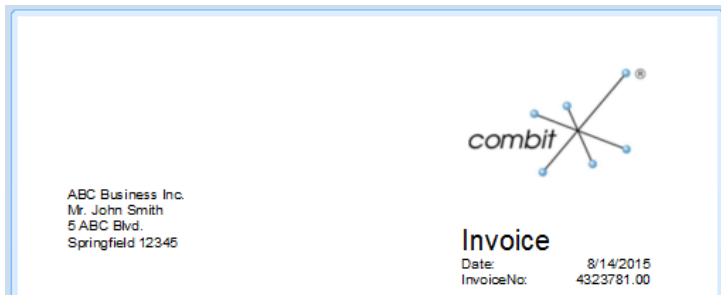 combit ®
ABC Business Inc.
Mr. John Smith
5 ABC Blvd.
Springfield 12345
Invoice
Date: 8/14/2015
InvoiceNo: 4323781.00